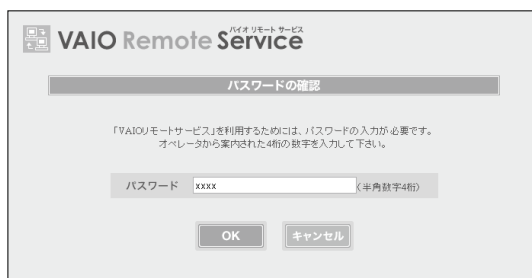 バイオ リモート サービス
VAIO Remote Service
パスワードの確認
「VAIOリモートサービス」を利用するためには、パスワードの入力が必要です。
オペレータから案内された4桁の数字を入力して下さい。
パスワード xxxx (半角数字4桁)
OK キャンセル